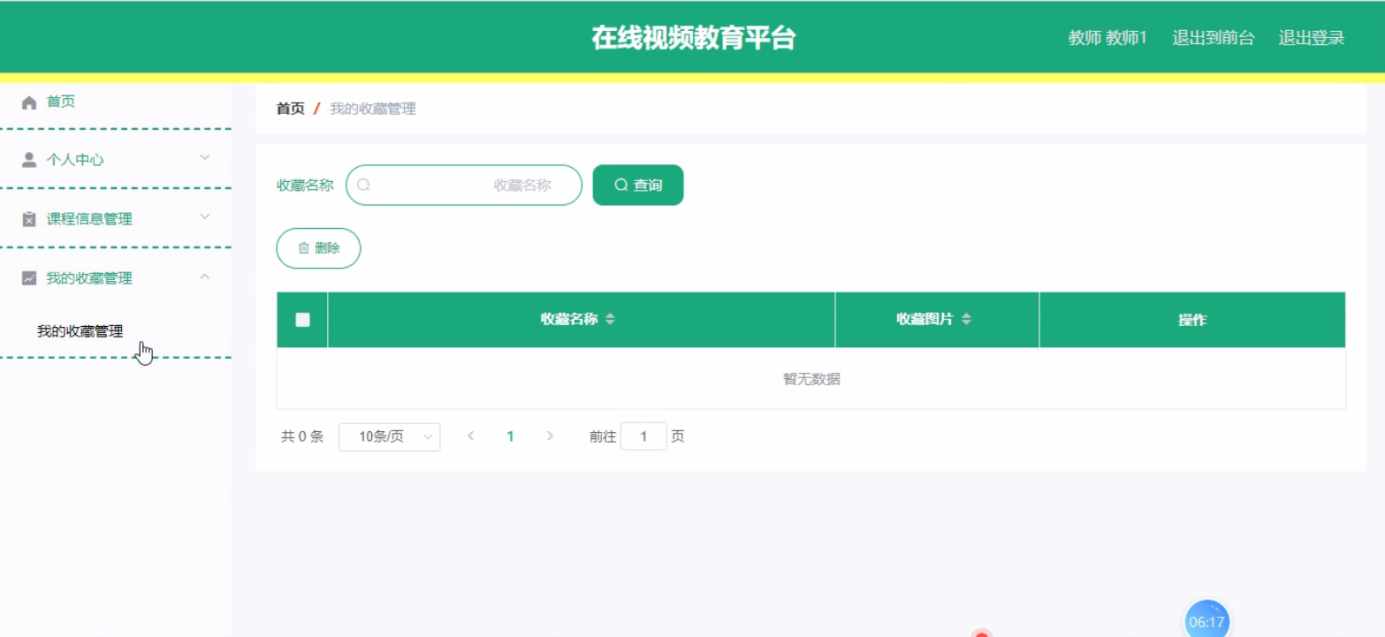 在线视频教育平台
教师 教师1 退出到前台 退出登录
首页
个人中心
课程信息管理
我的收藏管理
我的收藏管理
首页 / 我的收藏管理
收藏名称 收藏名称 查询
删除
收藏名称 收藏图片 操作
暂无数据
共 0 条 10条/页 1 前往 1 页
06:17